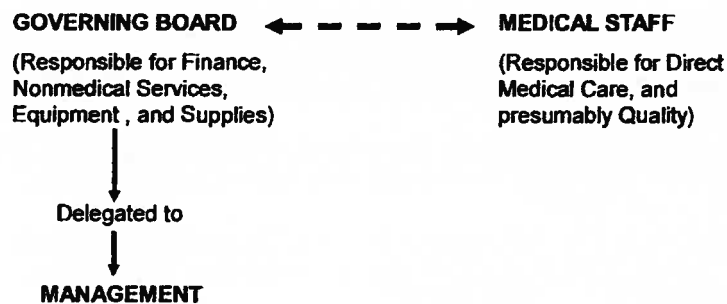 GOVERNING BOARD
(Responsible for Finance,
Nonmedical Services,
Equipment , and Supplies)
MEDICAL STAFF
(Responsible for Direct
Medical Care, and
presumably Quality)
Delegated to
MANAGEMENT